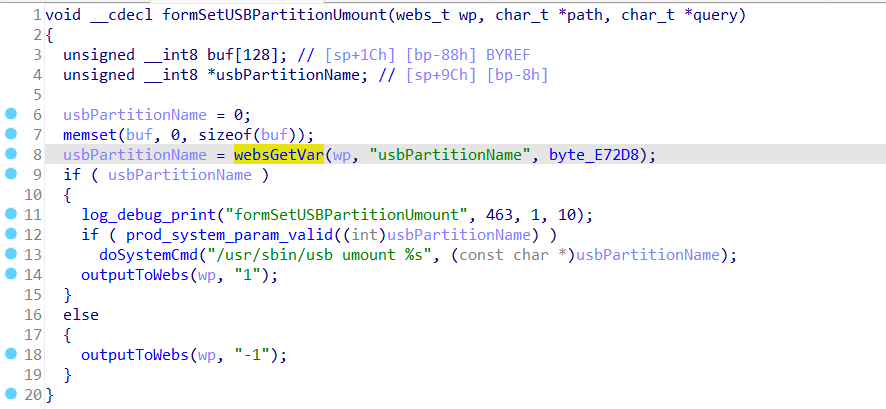 1 void __cdecl formSetUSBPartitionUmount(webs_t wp, char_t *path, char_t *query)
2 {
3   unsigned __int8 buf[128]; // [sp+1Ch] [bp-88h] BYREF
4   unsigned __int8 *usbPartitionName; // [sp+9Ch] [bp-8h]
5
6   usbPartitionName = 0;
7   memset(buf, 0, sizeof(buf));
8   usbPartitionName = websGetVar(wp, "usbPartitionName", byte_E72D8);
9   if ( usbPartitionName )
10   {
11     log_debug_print("formSetUSBPartitionUmount", 463, 1, 10);
12     if ( prod_system_param_valid((int)usbPartitionName) )
13       doSystemCmd("/usr/sbin/usb umount %s", (const char *)usbPartitionName);
14     outputToWebs(wp, "1");
15   }
16   else
17   {
18     outputToWebs(wp, "-1");
19   }
20 }